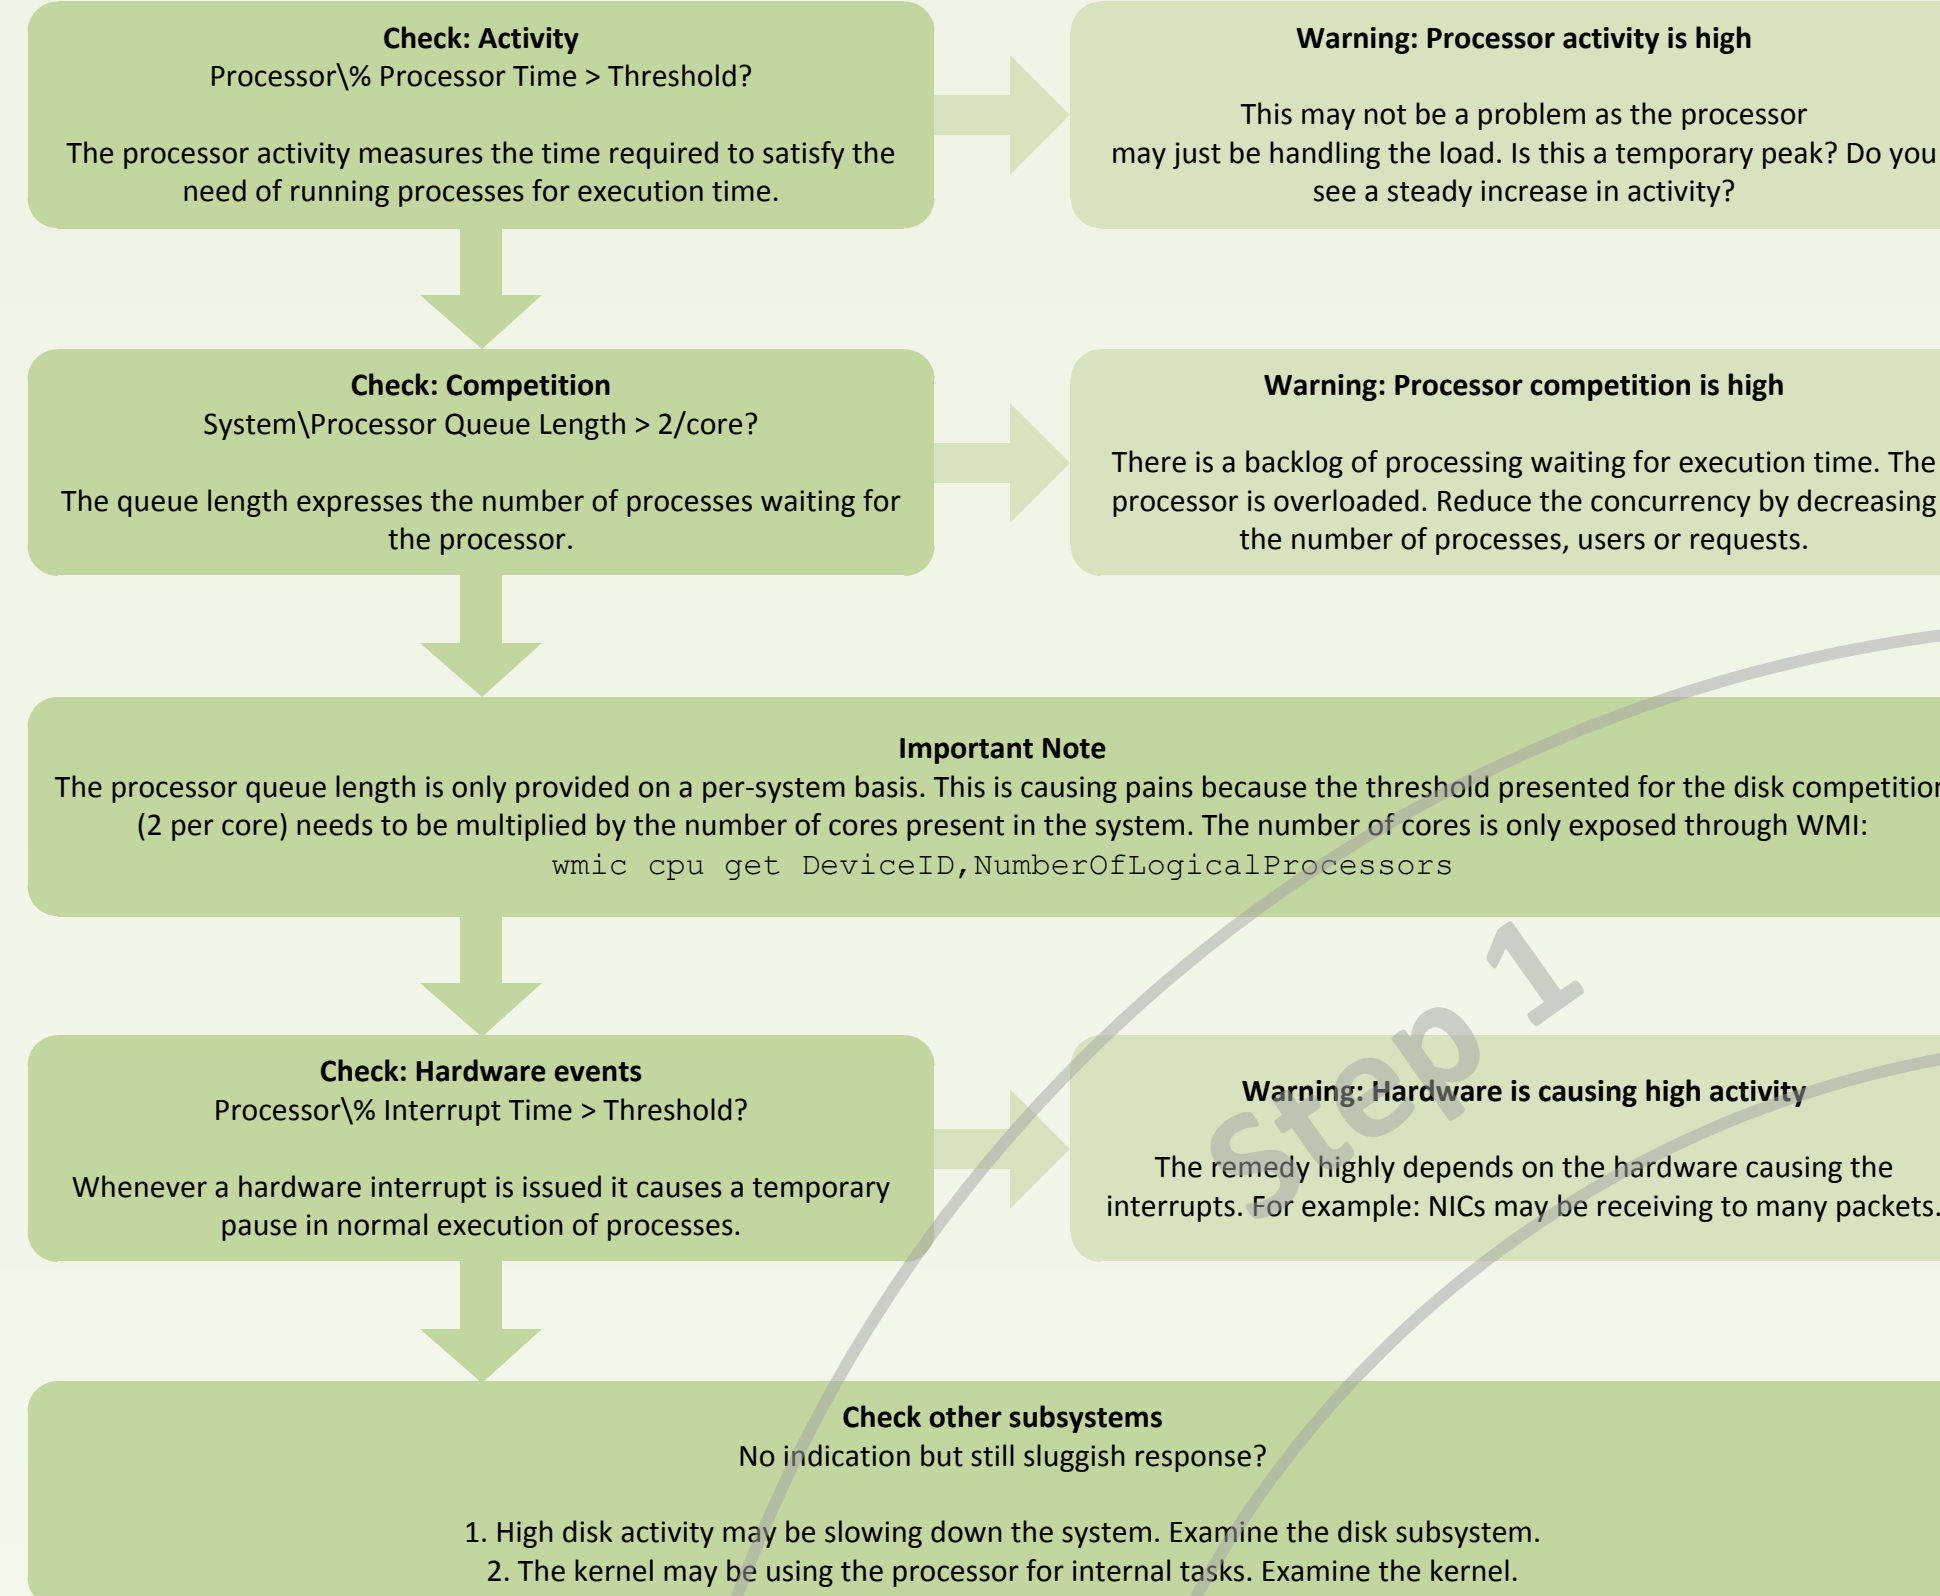 Check: Activity
Processor\% Processor Time > Threshold?
The processor activity measures the time required to satisfy the
need of running processes for execution time.
Warning: Processor activity is high
This may not be a problem as the processor
may just be handling the load. Is this a temporary peak? Do you
see a steady increase in activity?
Check: Competition
System\Processor Queue Length > 2/core?
The queue length expresses the number of processes waiting for
the processor.
Warning: Processor competition is high
There is a backlog of processing waiting for execution time. The
processor is overloaded. Reduce the concurrency by decreasing
the number of processes, users or requests.
Important Note
The processor queue length is only provided on a per-system basis. This is causing pains because the threshold presented for the disk competition
(2 per core) needs to be multiplied by the number of cores present in the system. The number of cores is only exposed through WMI:
wmic cpu get DeviceID,NumberOfLogicalProcessors
Step 1
Check: Hardware events
Processor\% Interrupt Time > Threshold?
Whenever a hardware interrupt is issued it causes a temporary
pause in normal execution of processes.
Warning: Hardware is causing high activity
The remedy highly depends on the hardware causing the
interrupts. For example: NICs may be receiving to many packets.
Check other subsystems
No indication but still sluggish response?
1. High disk activity may be slowing down the system. Examine the disk subsystem.
2. The kernel may be using the processor for internal tasks. Examine the kernel.